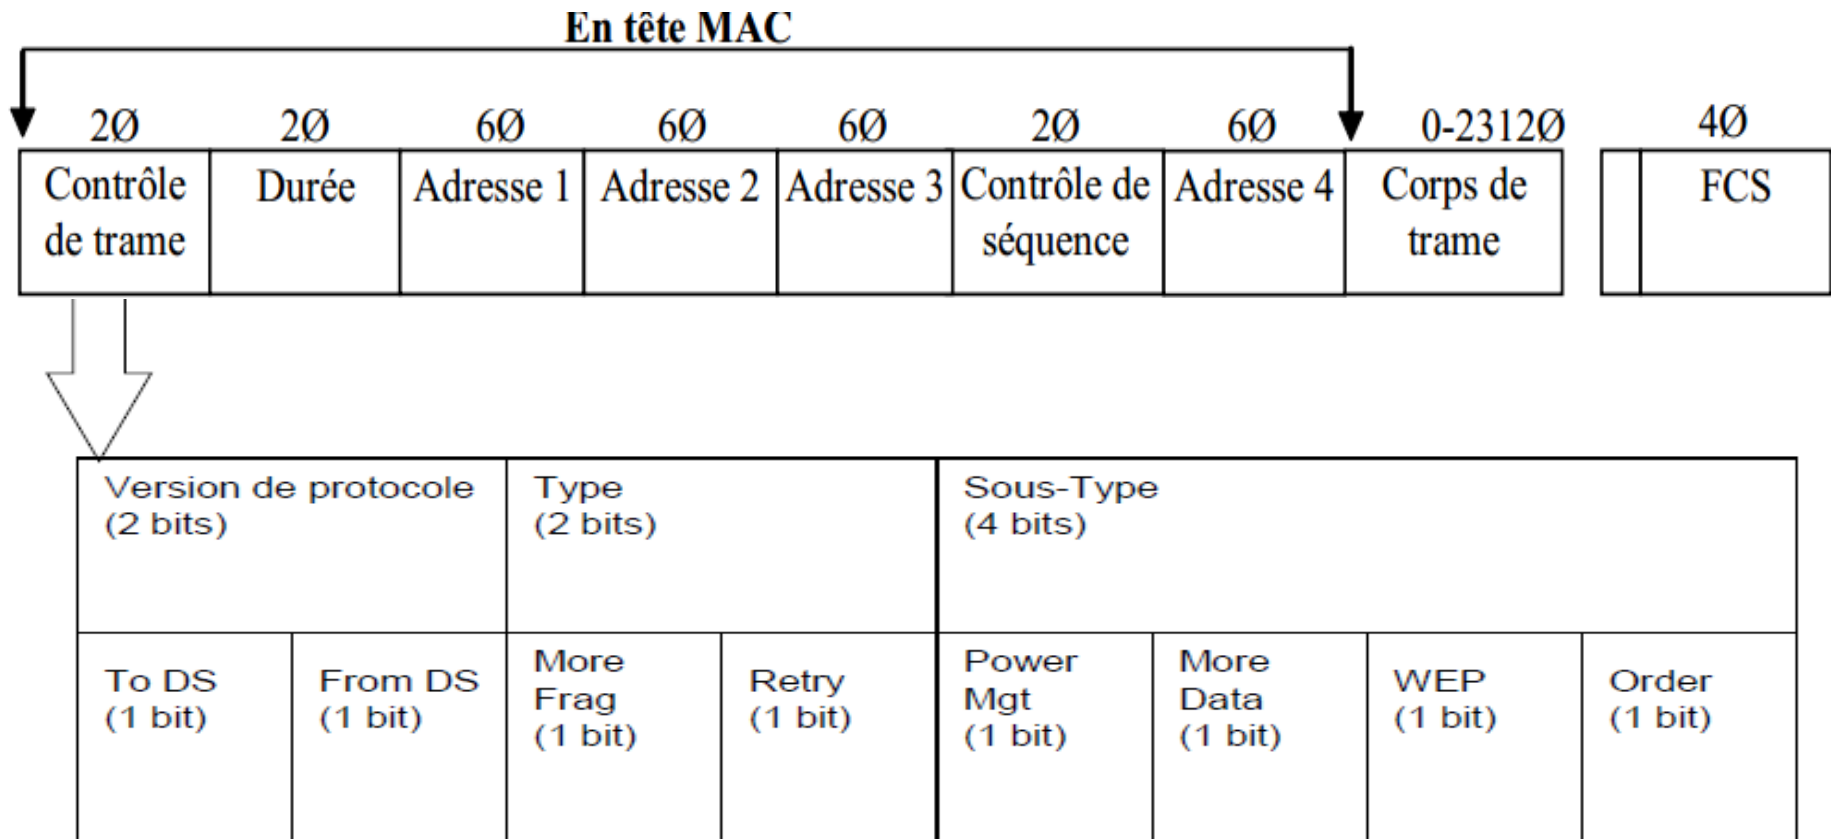 En tête MAC
2Ø 2Ø 6Ø 6Ø 6Ø 2Ø 6Ø 0-2312Ø 4Ø
Contrôle Durée Adresse 1 Adresse 2 Adresse 3 Contrôle de Adresse 4 Corps de FCS
de trame séquence trame
Version de protocole Type Sous-Type
(2 bits) (2 bits) (4 bits)
To DS
(1 bit)
From DS
(1 bit)
More
Frag
(1 bit)
Retry
(1 bit)
Power
Mgt
(1 bit)
More
Data
(1 bit)
WEP
(1 bit)
Order
(1 bit)